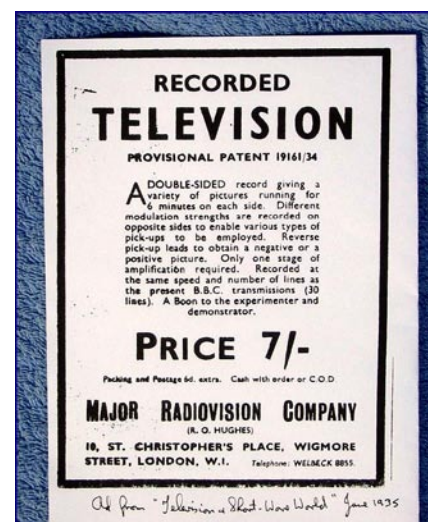 RECORDED
TELEVISION
PROVISIONAL PATENT 19161/34
A DOUBLE-SIDED record giving a
variety of pictures running for
6 minutes on each side. Different
modulation strengths are recorded on
opposite sides to enable various types of
pick-ups to be employed. Reverse
pick-up leads to obtain a negative or a
positive picture. Only one stage of
amplification required. Recorded at
the same speed and number of lines as
the present B.B.C. transmissions (30
lines). A Boon to the experimenter and
demonstrator.
PRICE 7/-
Packing and Postage 6d. extra. Cash with order or C.O.D.
MAJOR RADIOVISION COMPANY
(R. O. HUGHES)
10, ST. CHRISTOPHER'S PLACE, WIGMORE
STREET, LONDON, W.1. Telephone: WELBECK 8855.
Ad from "Television & Short-Wave World" June 1935